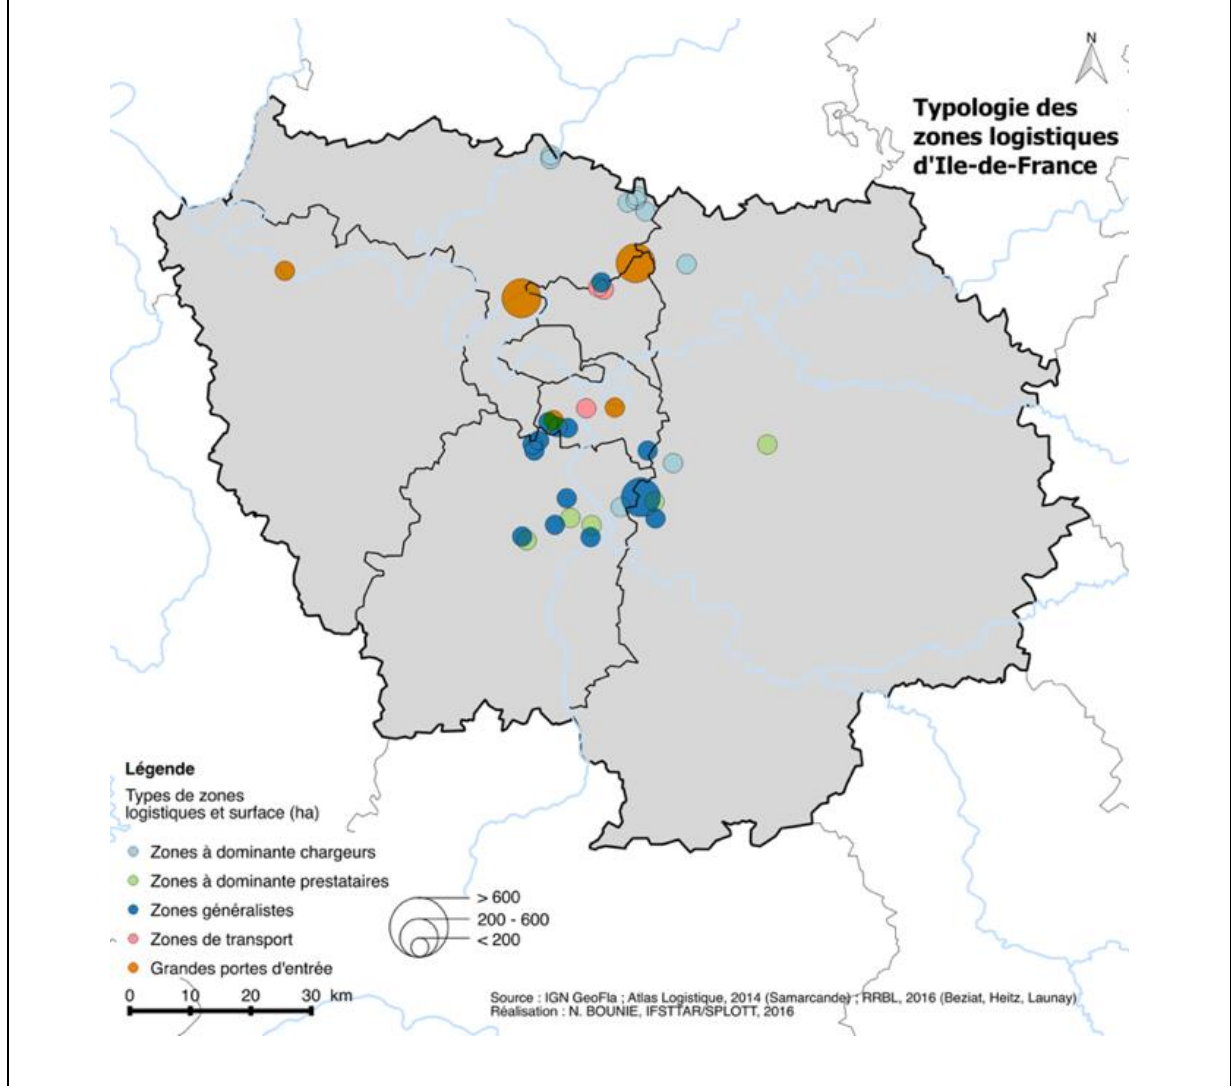 N
Typologie des
zones logistiques
d'Ile-de-France
Légende
Types de zones
logistiques et surface (ha)
Zones à dominante chargeurs
Zones à dominante prestataires
Zones généralistes
Zones de transport
Grandes portes d'entrée
> 600
200 - 600
< 200
0 10 20 30 km
Source : IGN GeoFla ; Atlas Logistique, 2014 (Samarcande) ; RRBL, 2016 (Beziat, Heitz, Launay)
Réalisation : N. BOUNIE, IFSTTAR/SPLOTT, 2016